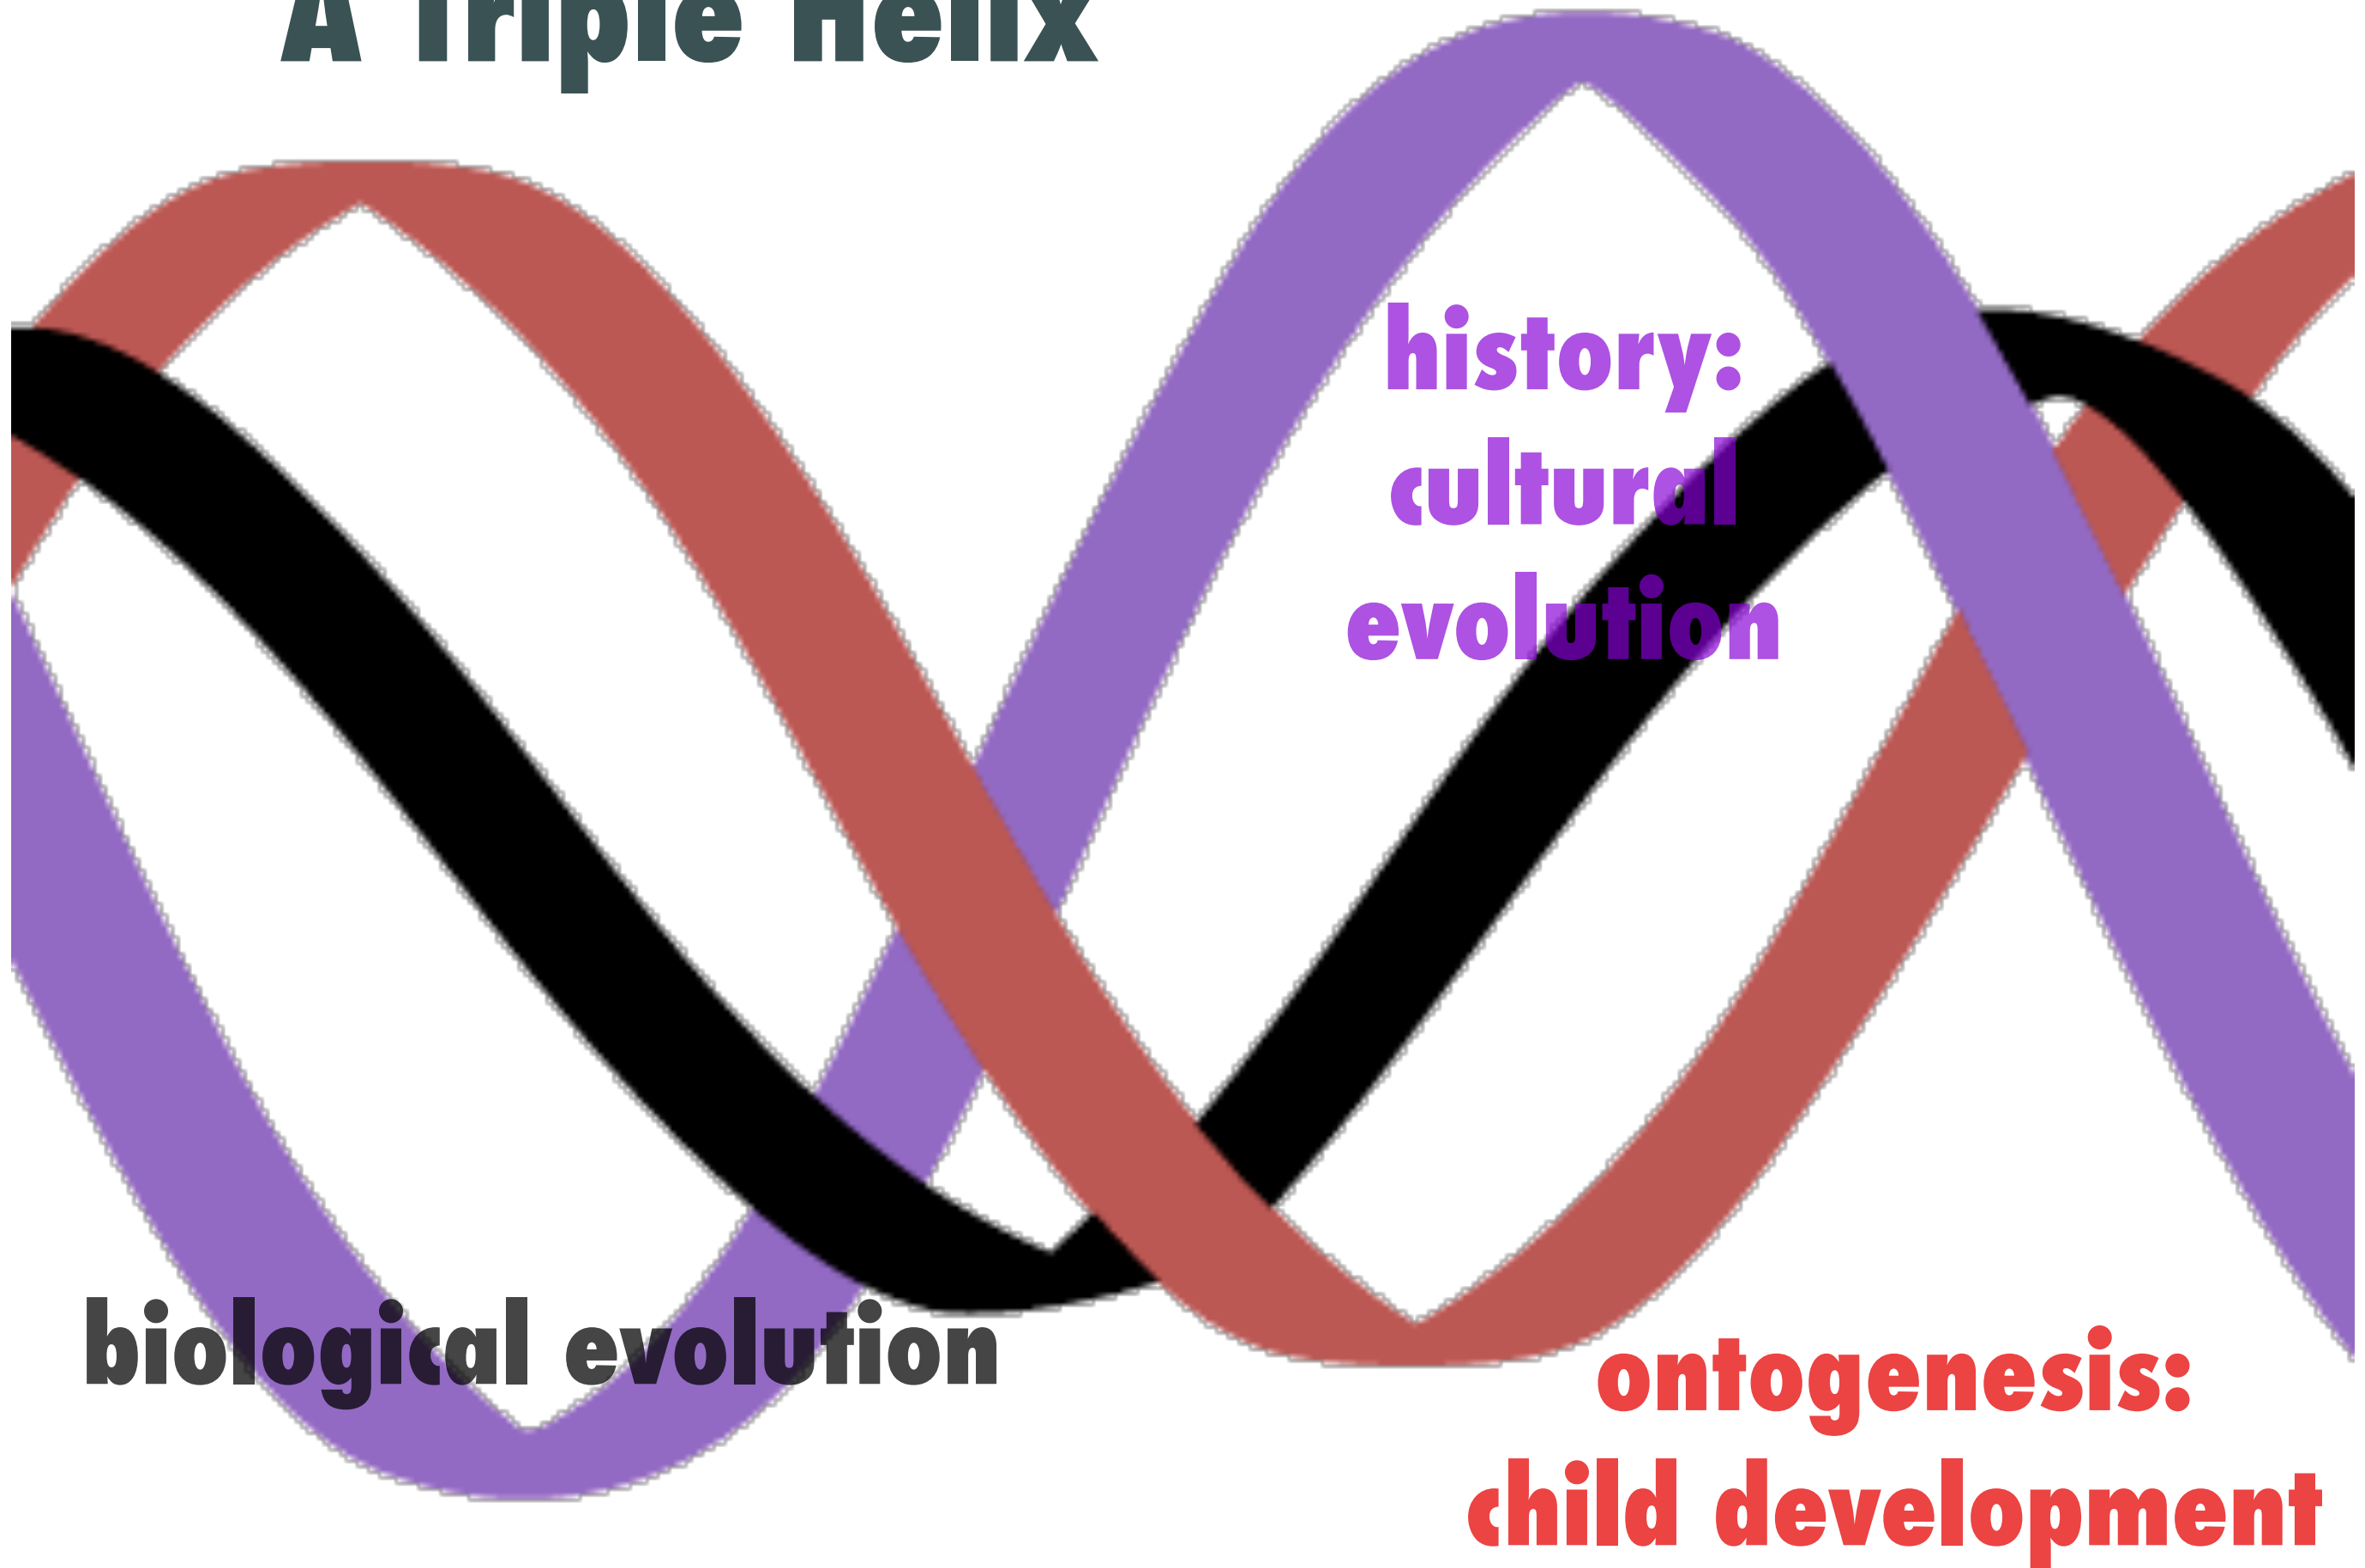 A Triple Helix
history:
cultural
evolution
biological evolution
ontogenesis:
child development